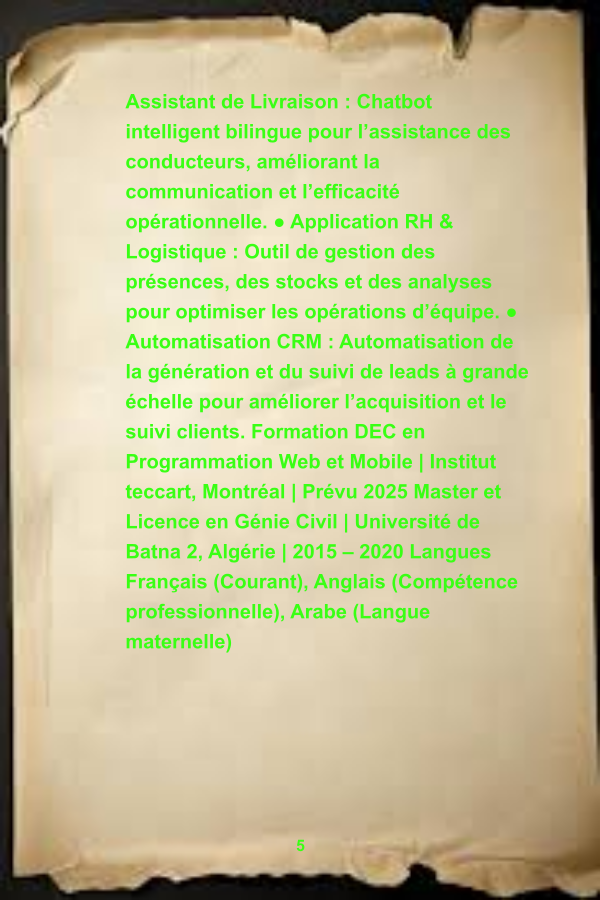 Assistant de Livraison : Chatbot
intelligent bilingue pour l’assistance des
conducteurs, améliorant la
communication et l’efficacité
opérationnelle. ● Application RH &
Logistique : Outil de gestion des
présences, des stocks et des analyses
pour optimiser les opérations d’équipe. ●
Automatisation CRM : Automatisation de
la génération et du suivi de leads à grande
échelle pour améliorer l’acquisition et le
suivi clients. Formation DEC en
Programmation Web et Mobile | Institut
teccart, Montréal | Prévu 2025 Master et
Licence en Génie Civil | Université de
Batna 2, Algérie | 2015 – 2020 Langues
Français (Courant), Anglais (Compétence
professionnelle), Arabe (Langue
maternelle)
5